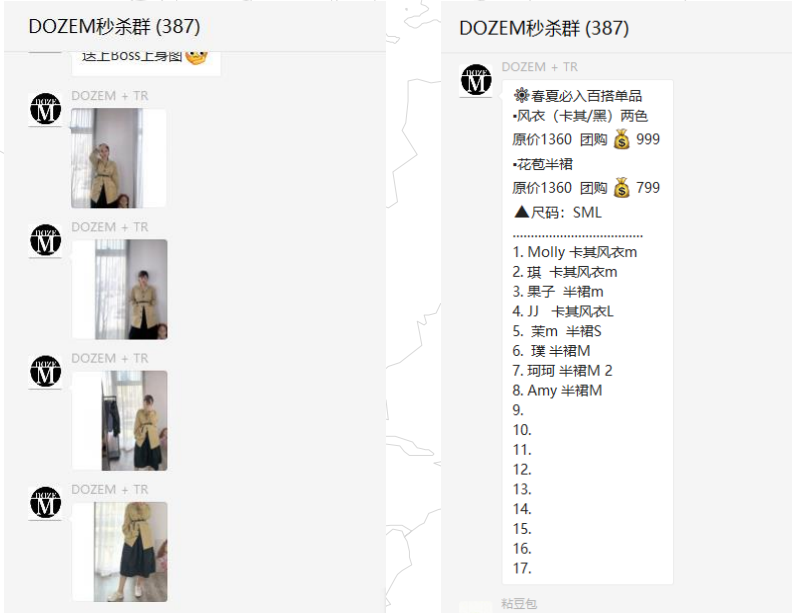 DOZEM秒杀群 (387)
送上Boss上身图
DOZEM + TR
DOZE
M
DOZEM + TR
DOZE
M
DOZEM + TR
DOZE
M
DOZEM + TR
DOZE
M
DOZEM秒杀群 (387)
DOZEM + TR
DOZE
M
春夏必入百搭单品
▪风衣（卡其/黑）两色
原价1360 团购 💰 999
▪花苞半裙
原价1360 团购 💰 799
▲尺码：SML
....................................
1. Molly 卡其风衣m
2. 琪 卡其风衣m
3. 果子 半裙m
4. JJ 卡其风衣L
5. 茉m 半裙S
6. 璞 半裙M
7. 珂珂 半裙M 2
8. Amy 半裙M
9.
10.
11.
12.
13.
14.
15.
16.
17.
粘豆包